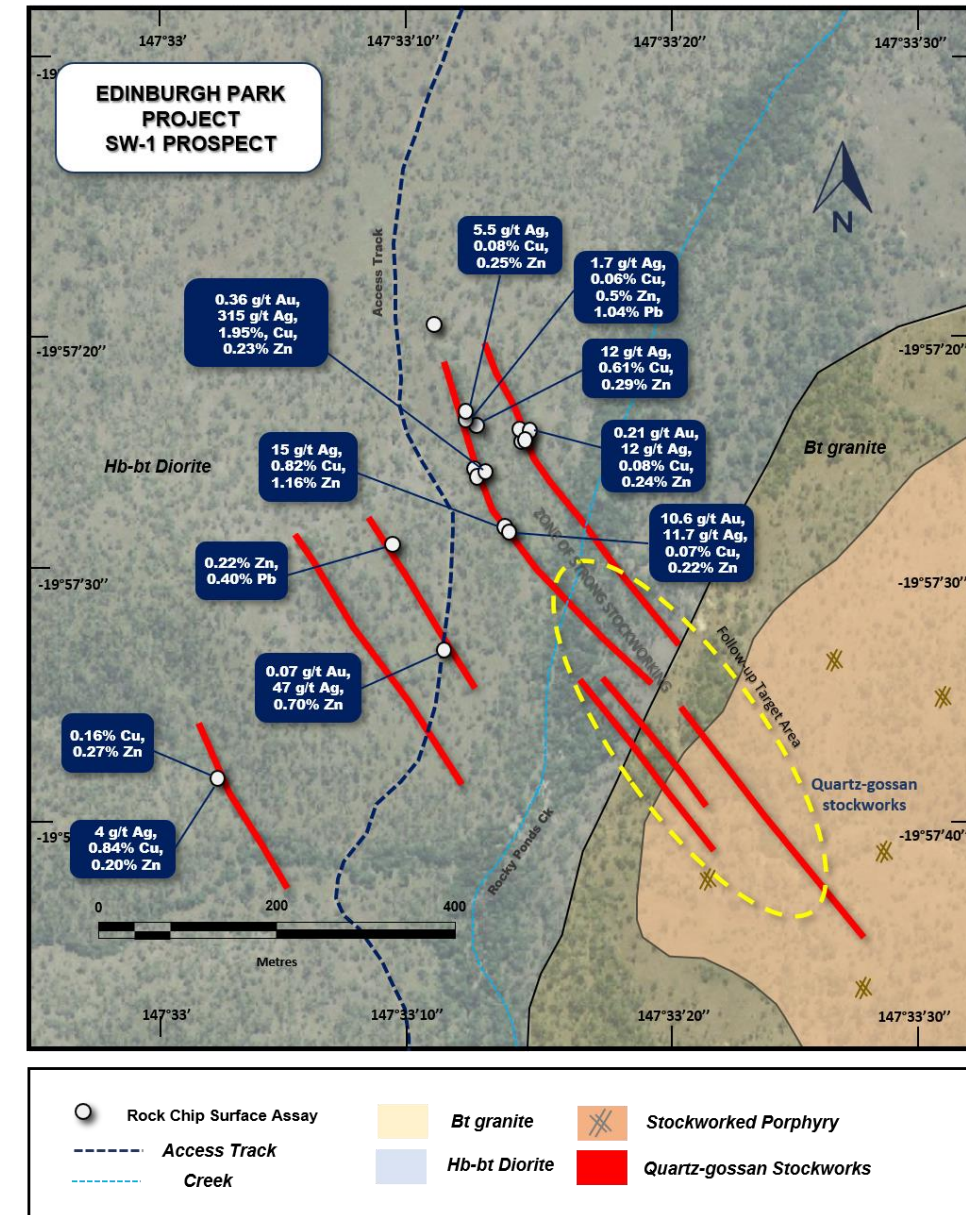 147°33′
147°33′10′′
147°33′20′′
147°33′30′′
-19
EDINBURGH PARK
PROJECT
SW-1 PROSPECT
N
Access Track
5.5 g/t Ag,
0.08% Cu,
0.25% Zn
1.7 g/t Ag,
0.06% Cu,
0.5% Zn,
1.04% Pb
0.36 g/t Au,
315 g/t Ag,
1.95%, Cu,
0.23% Zn
-19°57′20′′
-19°57′20′′
12 g/t Ag,
0.61% Cu,
0.29% Zn
0.21 g/t Au,
12 g/t Ag,
0.08% Cu,
0.24% Zn
Hb-bt Diorite
15 g/t Ag,
0.82% Cu,
1.16% Zn
Bt granite
10.6 g/t Au,
11.7 g/t Ag,
0.07% Cu,
0.22% Zn
0.22% Zn,
0.40% Pb
-19°57′30′′
-19°57′30′′
ZONE OF STRONG STOCKWORKING
Follow-up Target Area
0.07 g/t Au,
47 g/t Ag,
0.70% Zn
0.16% Cu,
0.27% Zn
Quartz-gossan
stockworks
-19°5
-19°57′40′′
4 g/t Ag,
0.84% Cu,
0.20% Zn
Rocky Ponds Ck
0
200
400
Metres
147°33′
147°33′10′′
147°33′20′′
147°33′30′′
Rock Chip Surface Assay
Access Track
Creek
Bt granite
Hb-bt Diorite
Stockworked Porphyry
Quartz-gossan Stockworks